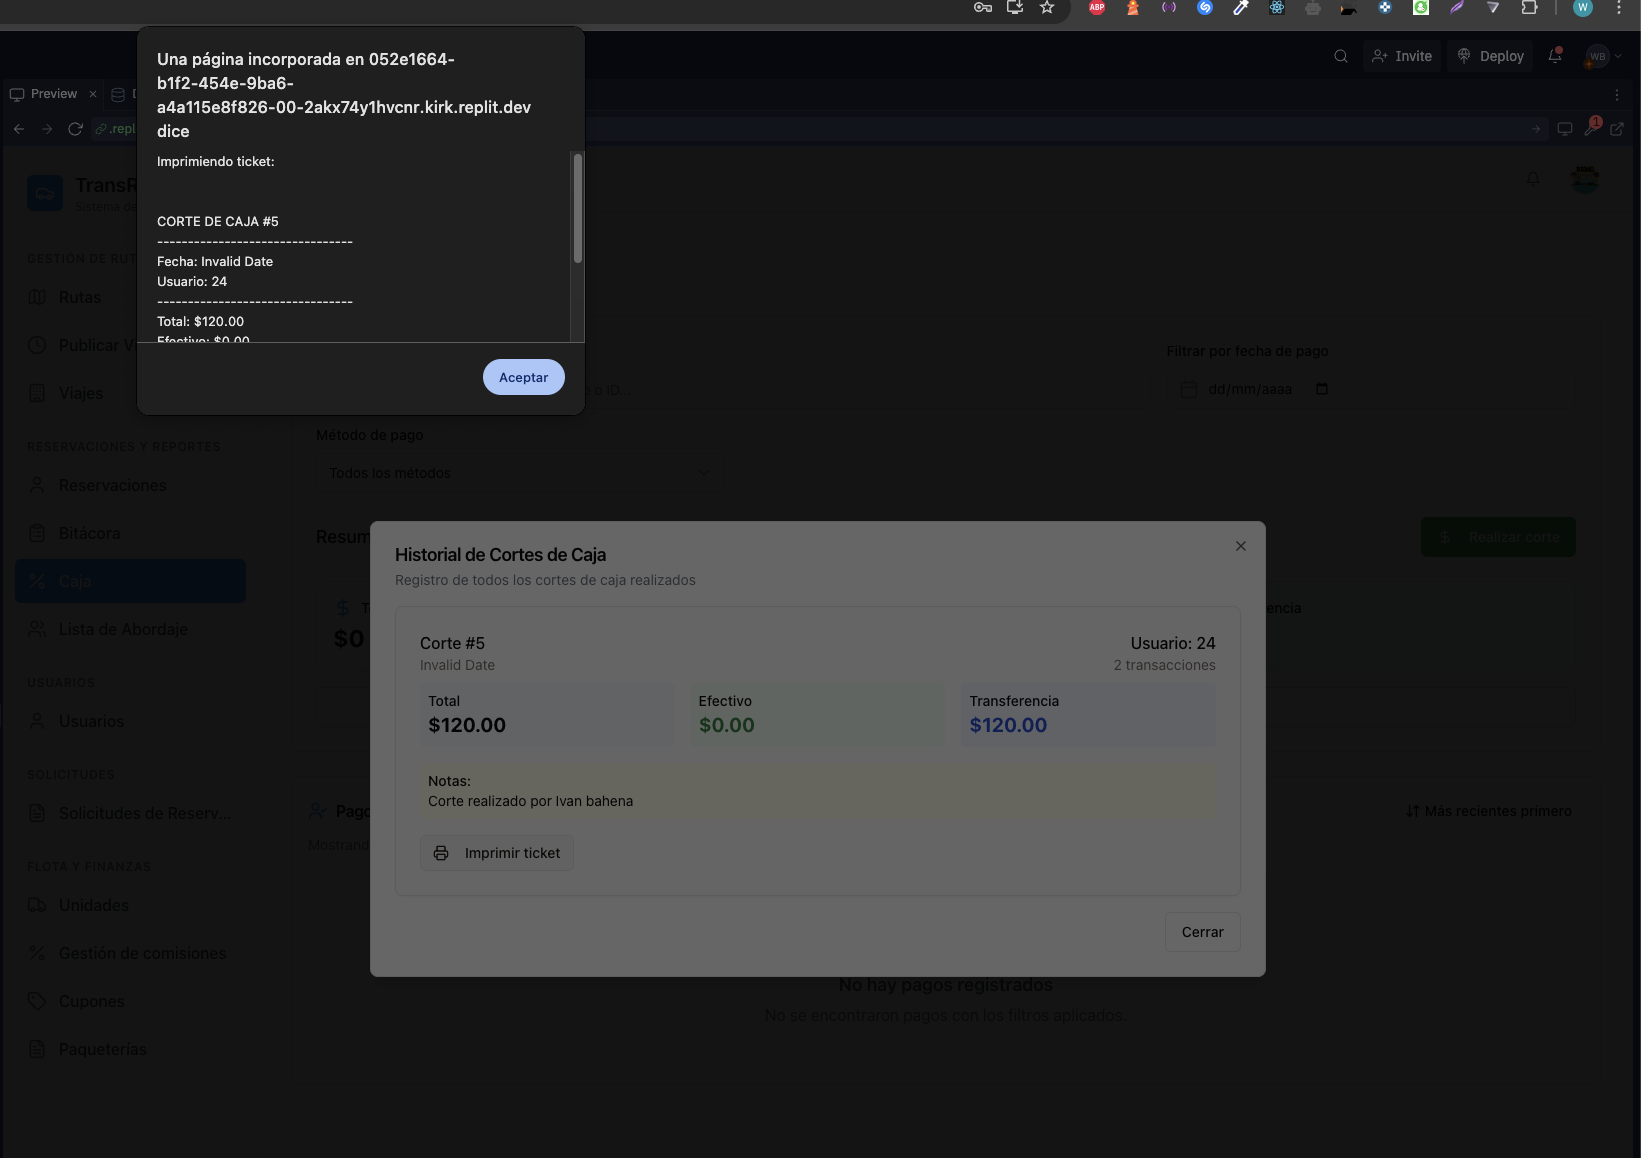 ABP
W
Una página incorporada en 052e1664-
b1f2-454e-9ba6-
a4a115e8f826-00-2akx74y1hvcnr.kirk.replit.dev
dice
Imprimiendo ticket:
CORTE DE CAJA #5
--------------------------------
Fecha: Invalid Date
Usuario: 24
--------------------------------
Total: $120.00
Efectivo: $0.00
Aceptar
Invite
Deploy
WB
Preview
.repl
1
TransR
Sistema de
GESTIÓN DE RUT
Rutas
Publicar Vi
Viajes
RESERVACIONES Y REPORTES
Reservaciones
Bitácora
Caja
Lista de Abordaje
USUARIOS
Usuarios
SOLICITUDES
Solicitudes de Reserv...
FLOTA Y FINANZAS
Unidades
Gestión de comisiones
Cupones
Paqueterías
o ID...
Filtrar por fecha de pago
dd/mm/aaaa
Método de pago
Todos los métodos
Resum
Realizar corte
T
$0
encia
Historial de Cortes de Caja
Registro de todos los cortes de caja realizados
Corte #5
Usuario: 24
Invalid Date
2 transacciones
Total
$120.00
Efectivo
$0.00
Transferencia
$120.00
Notas:
Corte realizado por Ivan bahena
Imprimir ticket
Cerrar
Pago
Más recientes primero
Mostrand
No hay pagos registrados
No se encontraron pagos con los filtros aplicados.